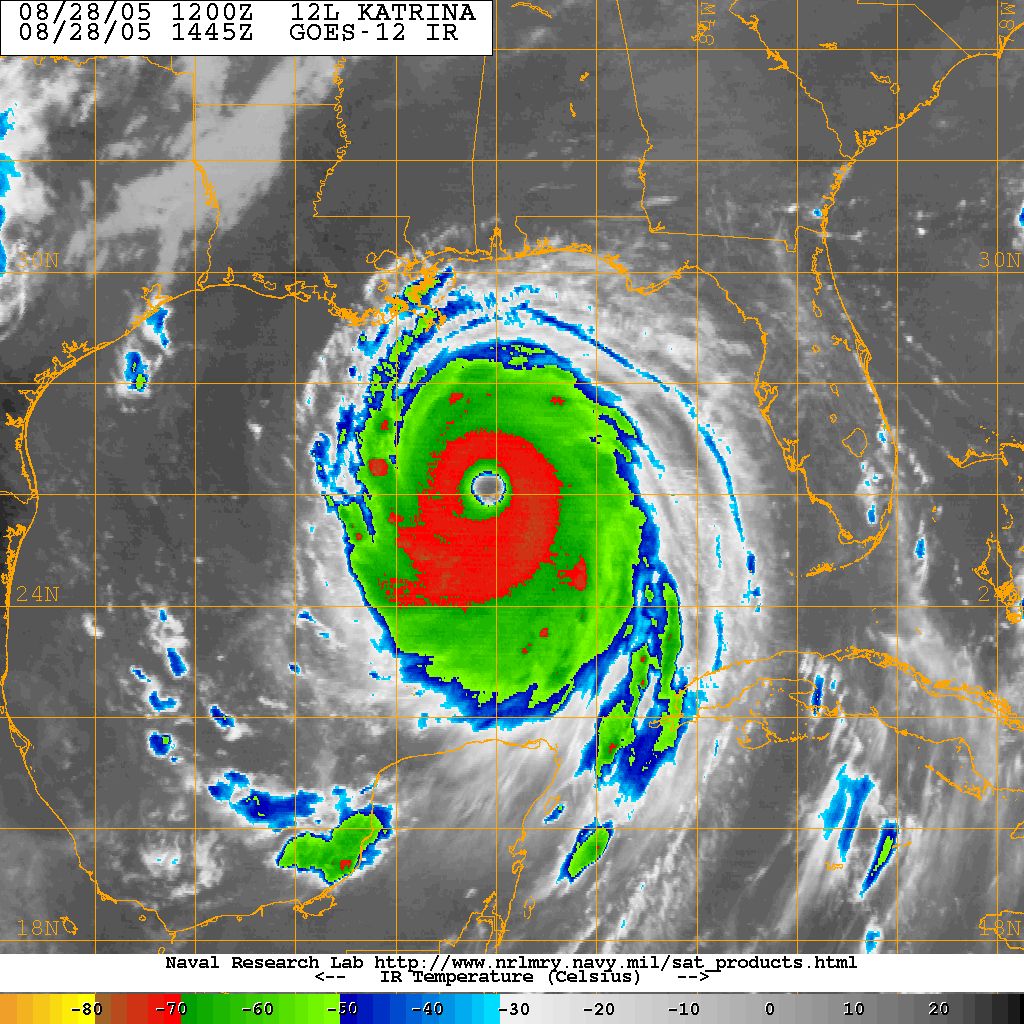 08/28/05 1200Z 12L KATRINA
08/28/05 1445Z GOES-12 IR
30N 30N
24N
18N 18N
Naval Research Lab http://www.nrlmry.navy.mil/sat_products.html
<-- IR Temperature (Celsius) -->
-80 -70 -60 -50 -40 -30 -20 -10 0 10 20